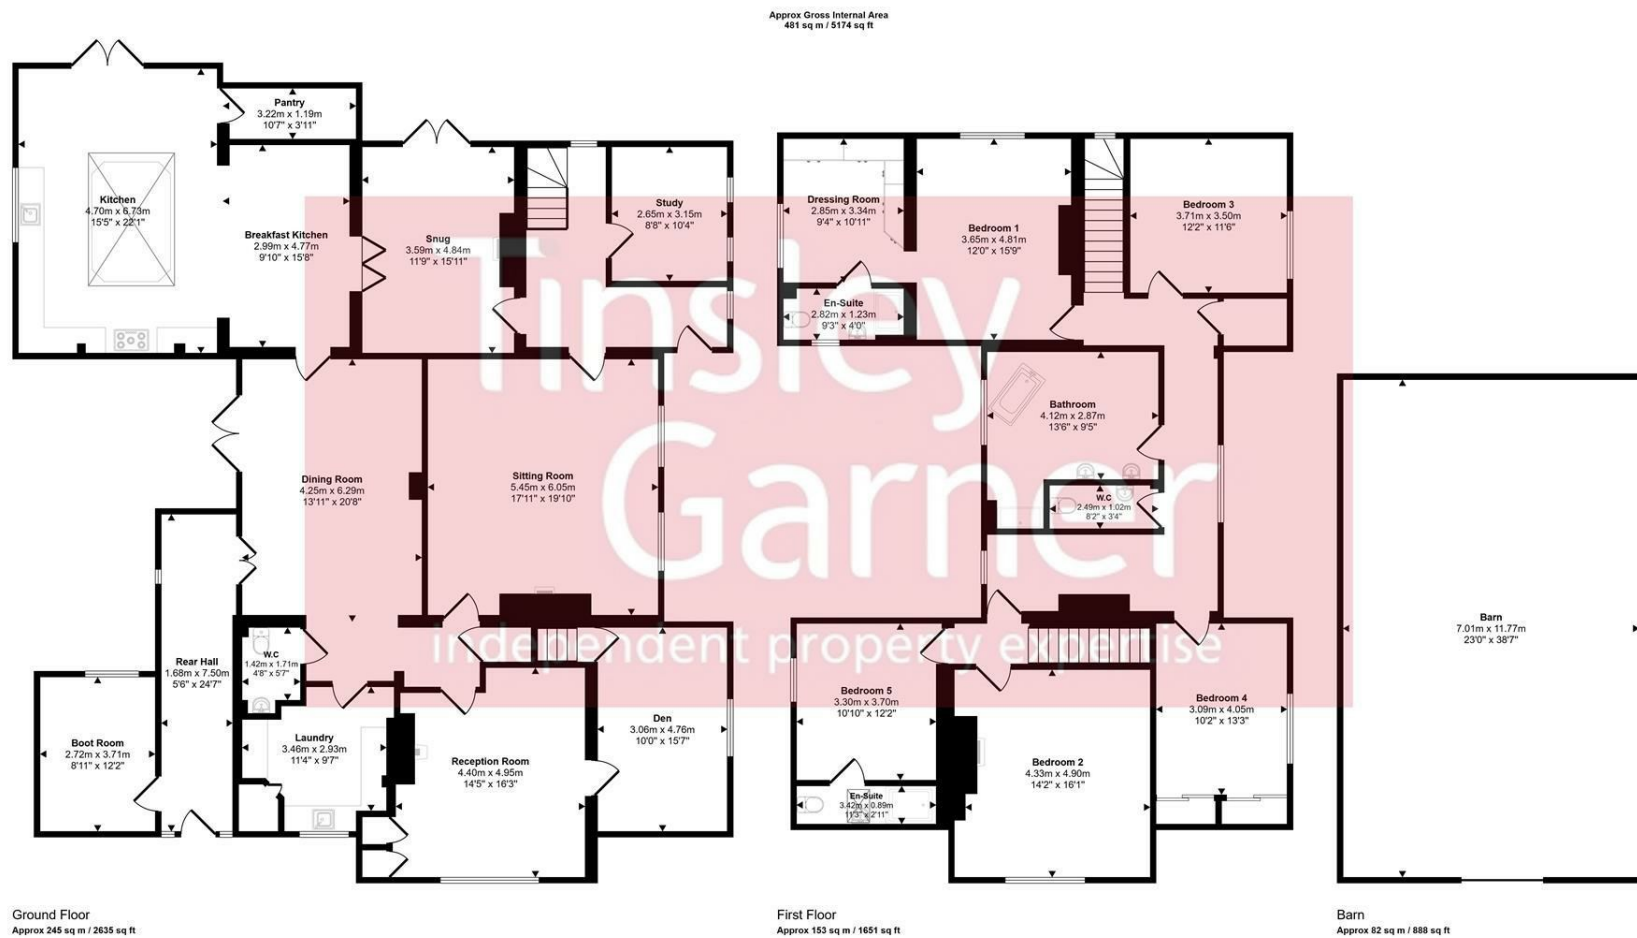 Approx Gross Internal Area
481 sq m / 5174 sq ft
Pantry
3.22m x 1.19m
10'7" x 3'11"
Kitchen
4.70m x 6.73m
15'5" x 22'1"
Breakfast Kitchen
2.99m x 4.77m
9'10" x 15'8"
Snug
3.59m x 4.84m
11'9" x 15'11"
Study
2.65m x 3.15m
8'8" x 10'4"
Dining Room
4.25m x 6.29m
13'11" x 20'8"
Sitting Room
5.45m x 6.05m
17'11" x 19'10"
W.C
1.42m x 1.71m
4'8" x 5'7"
Rear Hall
1.68m x 7.50m
5'6" x 24'7"
Boot Room
2.72m x 3.71m
8'11" x 12'2"
Laundry
3.46m x 2.93m
11'4" x 9'7"
Reception Room
4.40m x 4.95m
14'5" x 16'3"
Den
3.06m x 4.76m
10'0" x 15'7"
Ground Floor
Approx 245 sq m / 2635 sq ft
Dressing Room
2.85m x 3.34m
9'4" x 10'11"
Bedroom 1
3.65m x 4.81m
12'0" x 15'9"
Bedroom 3
3.71m x 3.50m
12'2" x 11'6"
En-Suite
2.82m x 1.23m
9'3" x 4'0"
Bathroom
4.12m x 2.87m
13'6" x 9'5"
W.C
2.49m x 1.02m
8'2" x 3'4"
Bedroom 5
3.30m x 3.70m
10'10" x 12'2"
En-Suite
3.42m x 0.89m
11'3" x 2'11"
Bedroom 2
4.33m x 4.90m
14'2" x 16'1"
Bedroom 4
3.09m x 4.05m
10'2" x 13'3"
First Floor
Approx 153 sq m / 1651 sq ft
Barn
7.01m x 11.77m
23'0" x 38'7"
Barn
Approx 82 sq m / 888 sq ft
Tinsley
Garner
independent property expertise